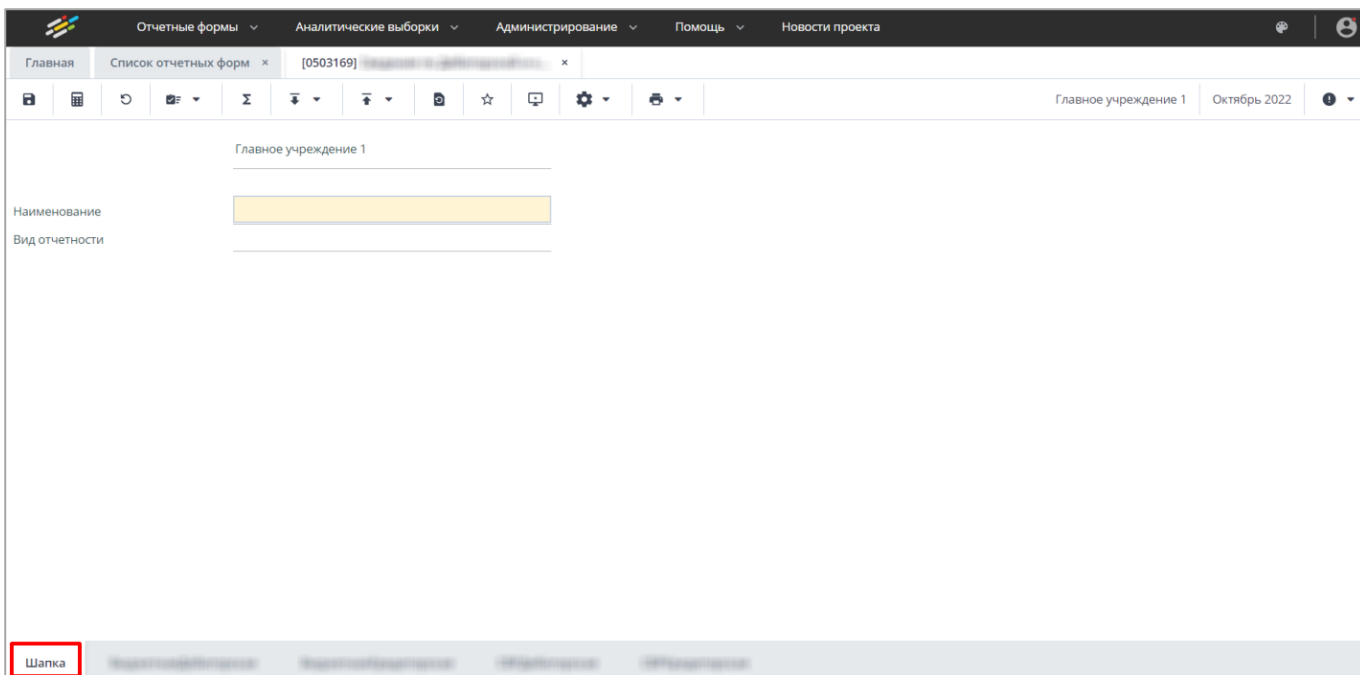 Отчетные формы Аналитические выборки Администрирование Помощь Новости проекта
Главная Список отчетных форм × [0503169] ×
Σ Главное учреждение 1 Октябрь 2022
Главное учреждение 1
Наименование
Вид отчетности
Шапка